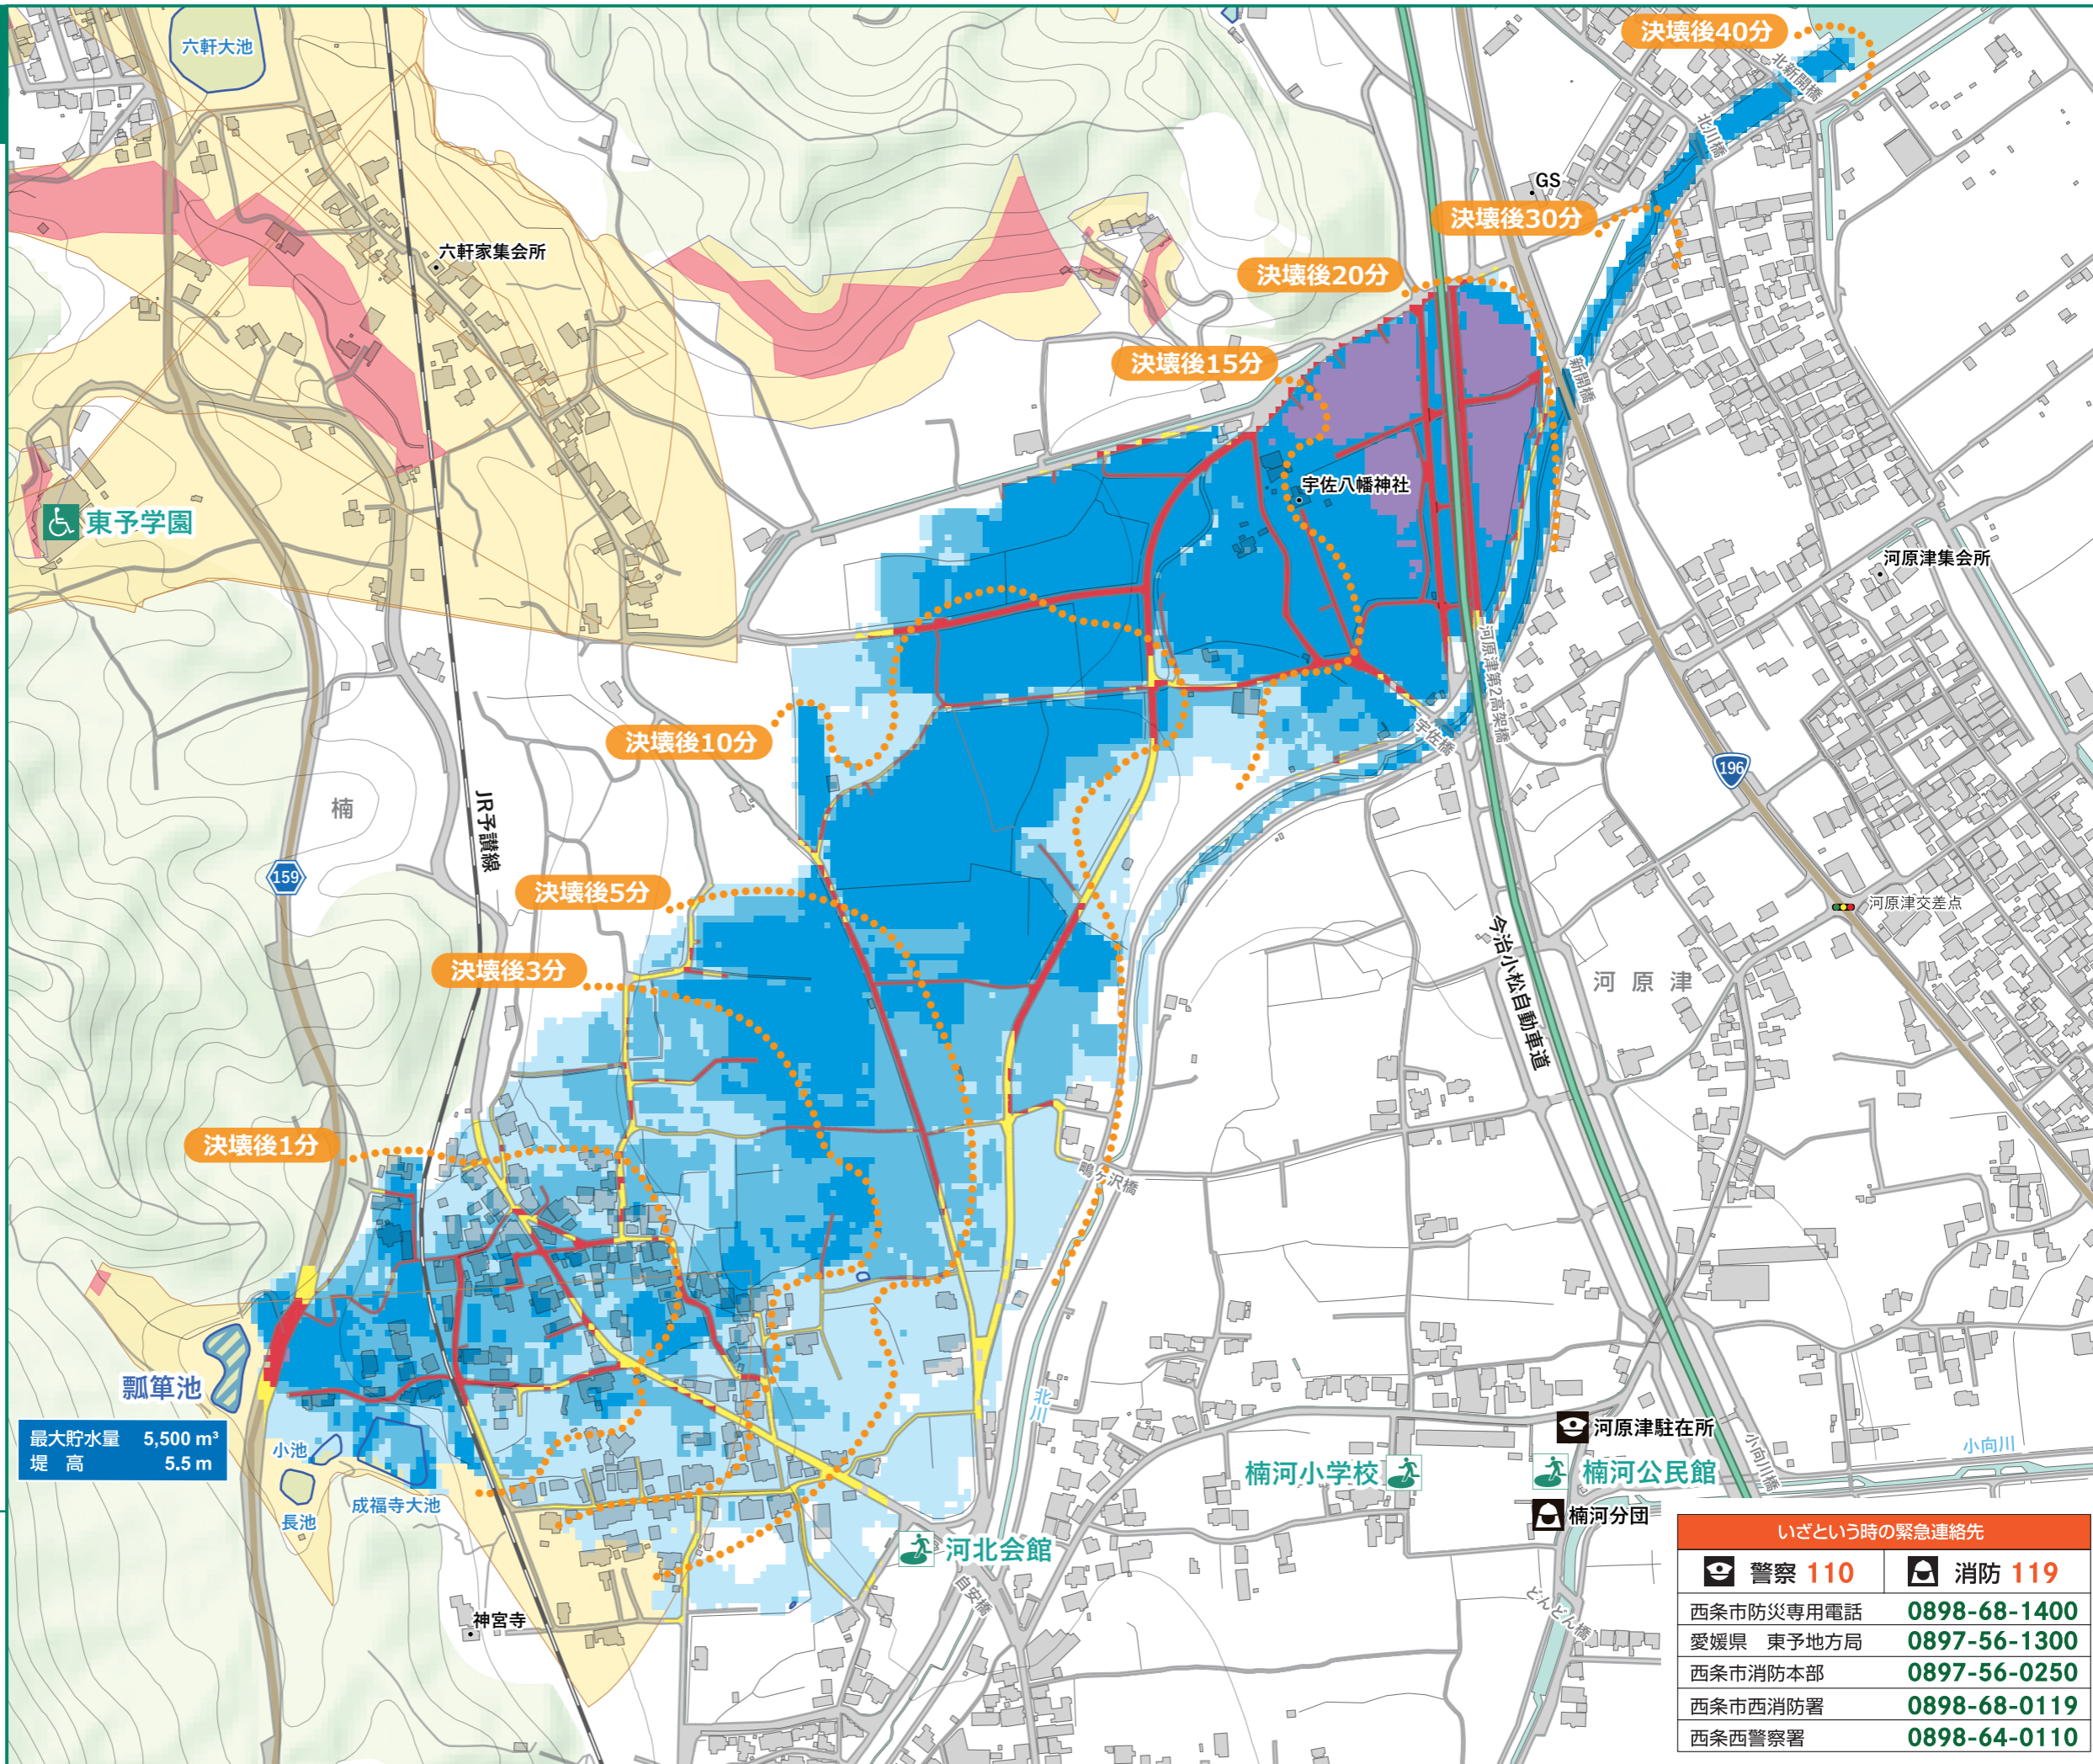 決壊後40分
六軒大池
北新開橋
北川橋
GS
決壊後30分
六軒家集会所
決壊後20分
決壊後15分
新開橋
宇佐八幡神社
東予学園
河原津集会所
河原津第2高架橋
決壊後10分
宇佐橋
196
楠
JR予讃線
159
決壊後5分
河原津交差点
今治小松自動車道
決壊後3分
河原津
決壊後1分
鴨ヶ沢橋
瓢箪池
北川
最大貯水量 5,500 m³
堤 高 5.5 m
小池
長池
成福寺大池
河原津駐在所
楠河小学校
楠河公民館
小向川橋
小向川
楠河分団
河北会館
自安橋
どんどん橋
神宮寺
いざという時の緊急連絡先
警察 110 消防 119
西条市防災専用電話 0898-68-1400
愛媛県 東予地方局 0897-56-1300
西条市消防本部 0897-56-0250
西条市西消防署 0898-68-0119
西条西警察署 0898-64-0110